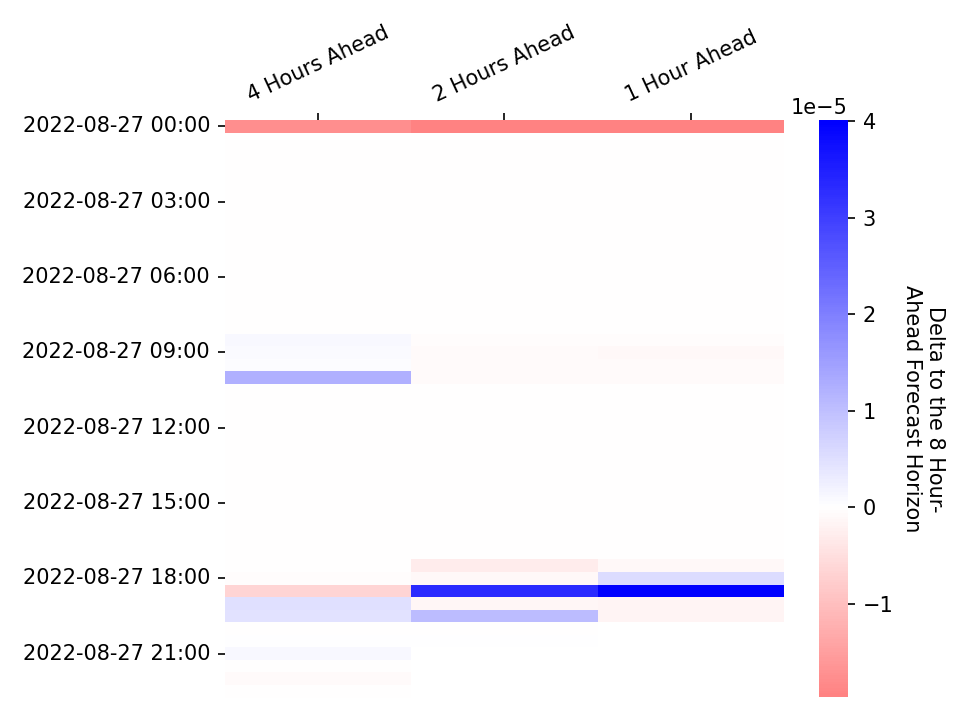 4 Hours Ahead
2 Hours Ahead
1 Hour Ahead
1e−5
2022-08-27 00:00
2022-08-27 03:00
2022-08-27 06:00
2022-08-27 09:00
2022-08-27 12:00
2022-08-27 15:00
2022-08-27 18:00
2022-08-27 21:00
4
3
2
1
0
−1
Delta to the 8 Hour-
Ahead Forecast Horizon